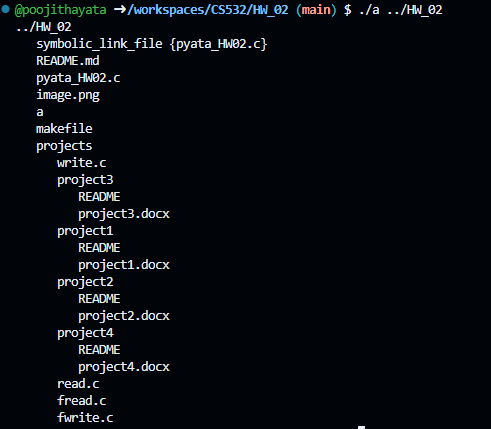 @poojithayata ➜/workspaces/CS532/HW_02 (main) $ ./a ../HW_02
../HW_02
symbolic_link_file {pyata_HW02.c}
README.md
pyata_HW02.c
image.png
a
makefile
projects
write.c
project3
README
project3.docx
project1
README
project1.docx
project2
README
project2.docx
project4
README
project4.docx
read.c
fread.c
fwrite.c